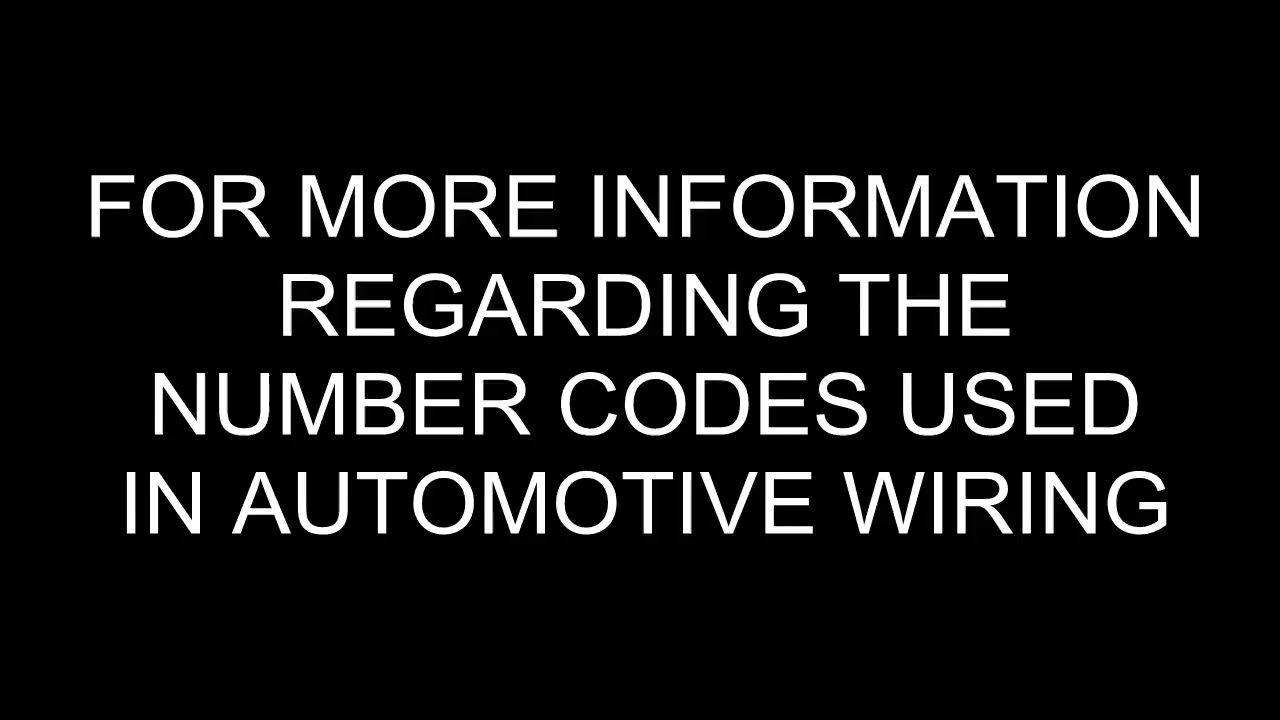 FOR MORE INFORMATION
REGARDING THE
NUMBER CODES USED
IN AUTOMOTIVE WIRING